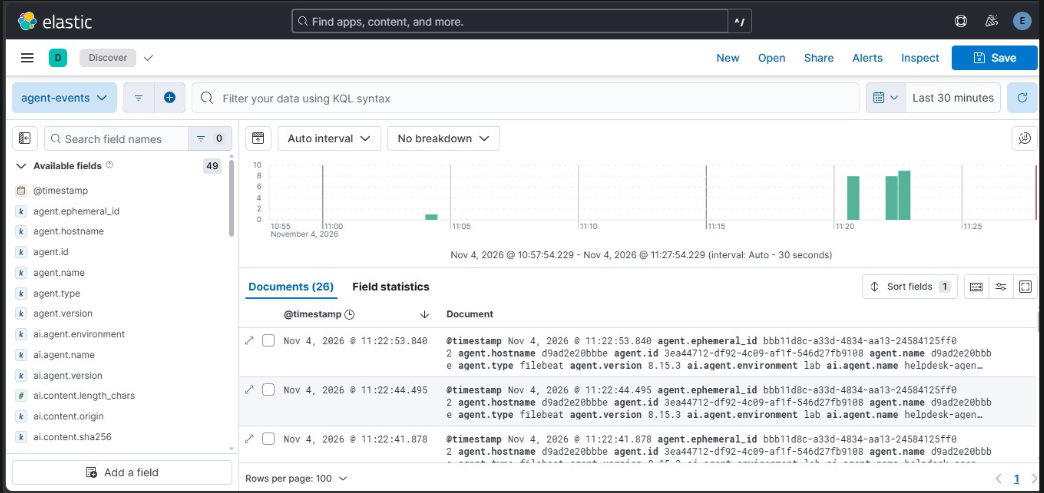 elastic
Find apps, content, and more.
^/
E
D
Discover
New
Open
Share
Alerts
Inspect
Save
agent-events
Filter your data using KQL syntax
Last 30 minutes
Search field names
0
Available fields
49
@timestamp
k agent.ephemeral_id
k agent.hostname
k agent.id
k agent.name
k agent.type
k agent.version
k ai.agent.environment
k ai.agent.name
k ai.agent.version
# ai.content.length_chars
k ai.content.origin
k ai.content.sha256
Add a field
Auto interval
No breakdown
10
8
6
4
2
0
10:55
11:00
11:05
11:10
11:15
11:20
11:25
November 4, 2026
Nov 4, 2026 @ 10:57:54.229 - Nov 4, 2026 @ 11:27:54.229 (interval: Auto - 30 seconds)
Documents (26)
Field statistics
Sort fields 1
@timestamp
Document
Nov 4, 2026 @ 11:22:53.840
@timestamp Nov 4, 2026 @ 11:22:53.840 agent.ephemeral_id bbb11d8c-a33d-4834-aa13-24584125ff0
2 agent.hostname d9ad2e20bbbe agent.id 3ea44712-df92-4c09-af1f-546d27fb9108 agent.name d9ad2e20bbb
e agent.type filebeat agent.version 8.15.3 ai.agent.environment lab ai.agent.name helpdesk-agen…
Nov 4, 2026 @ 11:22:44.495
@timestamp Nov 4, 2026 @ 11:22:44.495 agent.ephemeral_id bbb11d8c-a33d-4834-aa13-24584125ff0
2 agent.hostname d9ad2e20bbbe agent.id 3ea44712-df92-4c09-af1f-546d27fb9108 agent.name d9ad2e20bbb
e agent.type filebeat agent.version 8.15.3 ai.agent.environment lab ai.agent.name helpdesk-agen…
Nov 4, 2026 @ 11:22:41.878
@timestamp Nov 4, 2026 @ 11:22:41.878 agent.ephemeral_id bbb11d8c-a33d-4834-aa13-24584125ff0
2 agent.hostname d9ad2e20bbbe agent.id 3ea44712-df92-4c09-af1f-546d27fb9108 agent.name d9ad2e20bbb
Rows per page: 100
1